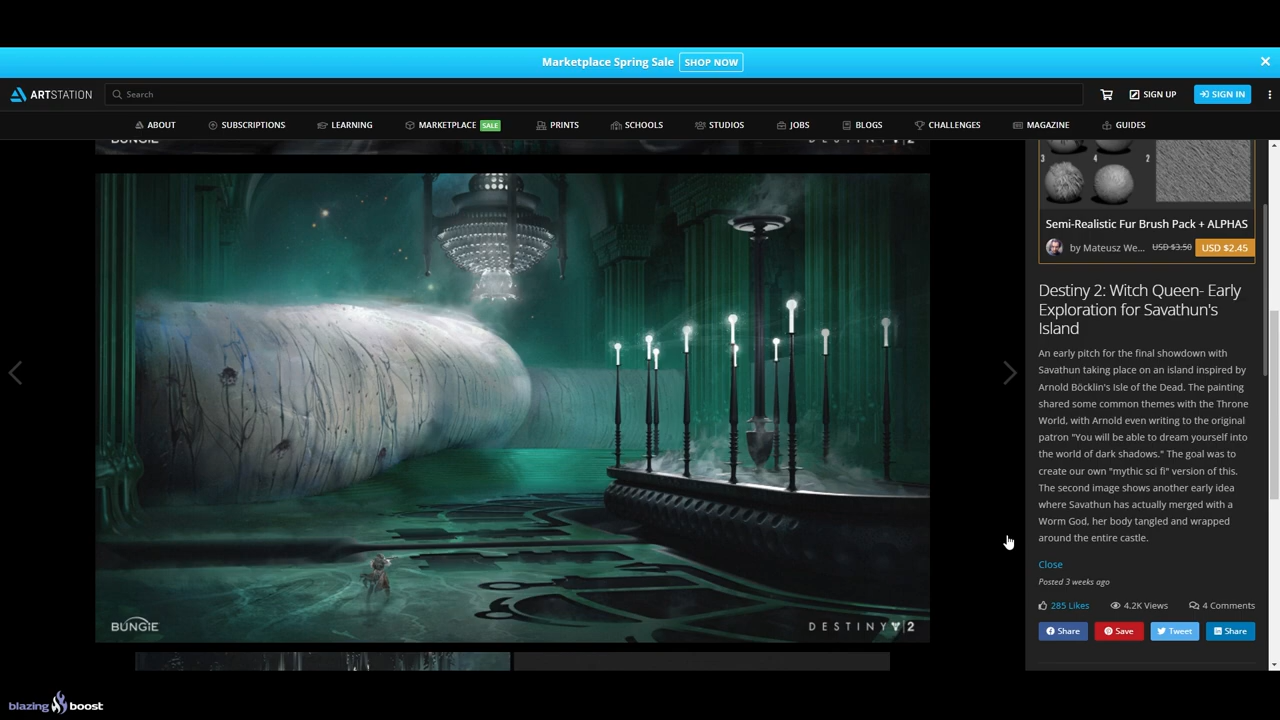 Marketplace Spring Sale SHOP NOW
ARTSTATION Search SIGN UP SIGN IN
ABOUT SUBSCRIPTIONS LEARNING MARKETPLACE SALE PRINTS SCHOOLS STUDIOS JOBS BLOGS CHALLENGES MAGAZINE GUIDES
BUNGIE DESTINY 2
3 4 2
Semi-Realistic Fur Brush Pack + ALPHAS
by Mateusz We... USD $3.50 USD $2.45
Destiny 2: Witch Queen- Early
Exploration for Savathun's
Island
An early pitch for the final showdown with
Savathun taking place on an island inspired by
Arnold Böcklin's Isle of the Dead. The painting
shared some common themes with the Throne
World, with Arnold even writing to the original
patron "You will be able to dream yourself into
the world of dark shadows." The goal was to
create our own "mythic sci fi" version of this.
The second image shows another early idea
where Savathun has actually merged with a
Worm God, her body tangled and wrapped
around the entire castle.
Close
Posted 3 weeks ago
285 Likes 4.2K Views 4 Comments
Share Save Tweet Share
BUNGIE DESTINY 2
blazing boost